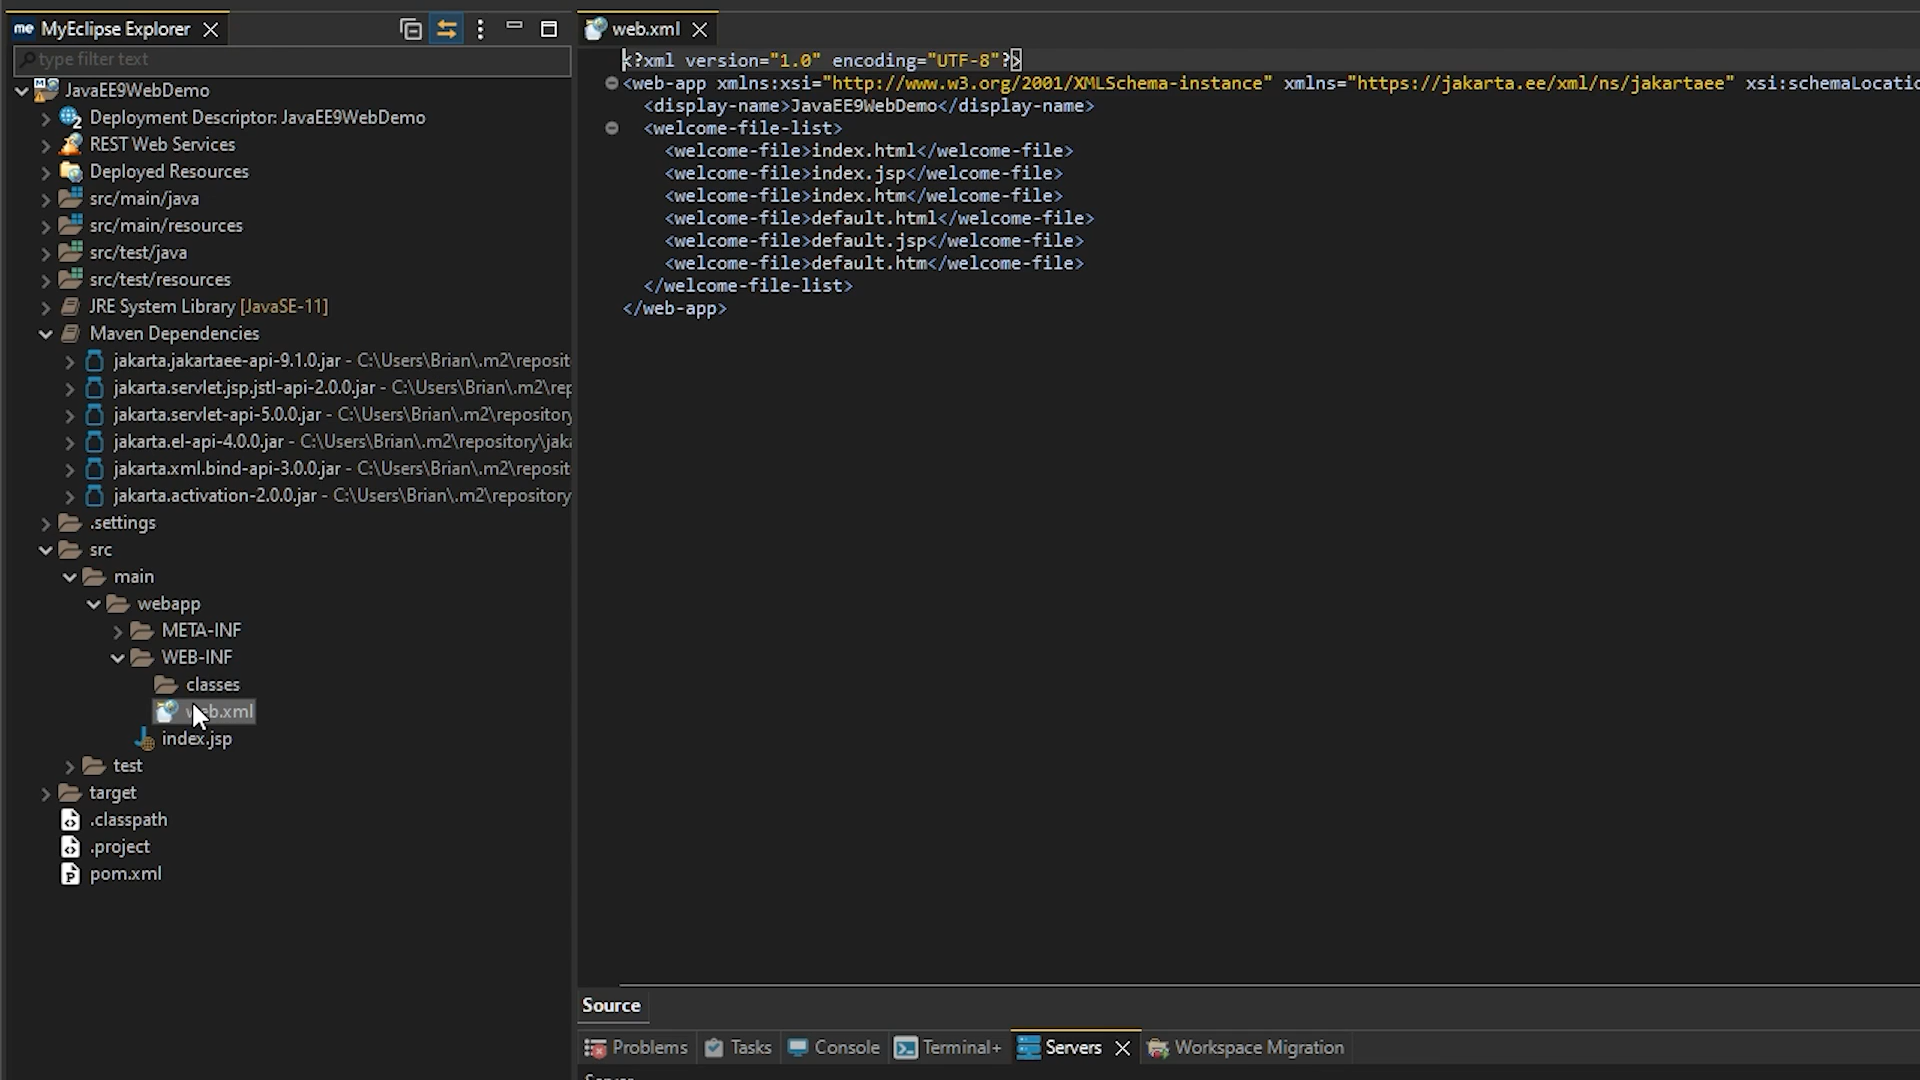 me MyEclipse Explorer
type filter text
JavaEE9WebDemo
Deployment Descriptor: JavaEE9WebDemo
REST Web Services
Deployed Resources
src/main/java
src/main/resources
src/test/java
src/test/resources
JRE System Library [JavaSE-11]
Maven Dependencies
jakarta.jakartaee-api-9.1.0.jar - C:\Users\Brian\.m2\reposit
jakarta.servlet.jsp.jstl-api-2.0.0.jar - C:\Users\Brian\.m2\rep
jakarta.servlet-api-5.0.0.jar - C:\Users\Brian\.m2\repository
jakarta.el-api-4.0.0.jar - C:\Users\Brian\.m2\repository\jaka
jakarta.xml.bind-api-3.0.0.jar - C:\Users\Brian\.m2\reposit
jakarta.activation-2.0.0.jar - C:\Users\Brian\.m2\repository
.settings
src
main
webapp
META-INF
WEB-INF
classes
web.xml
index.jsp
test
target
.classpath
.project
pom.xml
web.xml
<?xml version="1.0" encoding="UTF-8"?>
<web-app xmlns:xsi="http://www.w3.org/2001/XMLSchema-instance" xmlns="https://jakarta.ee/xml/ns/jakartaee" xsi:schemaLocatio
<display-name>JavaEE9WebDemo</display-name>
<welcome-file-list>
<welcome-file>index.html</welcome-file>
<welcome-file>index.jsp</welcome-file>
<welcome-file>index.htm</welcome-file>
<welcome-file>default.html</welcome-file>
<welcome-file>default.jsp</welcome-file>
<welcome-file>default.htm</welcome-file>
</welcome-file-list>
</web-app>
Source
Problems Tasks Console Terminal+ Servers Workspace Migration
Server